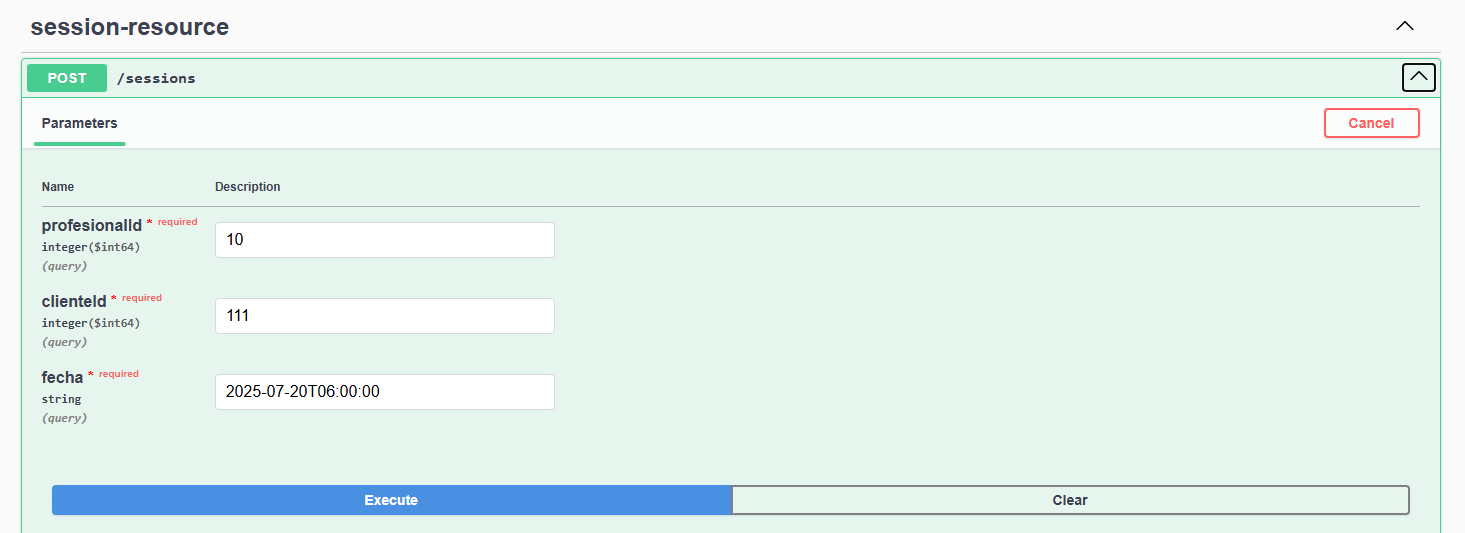 session-resource
POST /sessions
Parameters
Cancel
Name Description
profesionalId * required
integer($int64)
(query)
10
clienteId * required
integer($int64)
(query)
111
fecha * required
string
(query)
2025-07-20T06:00:00
Execute Clear